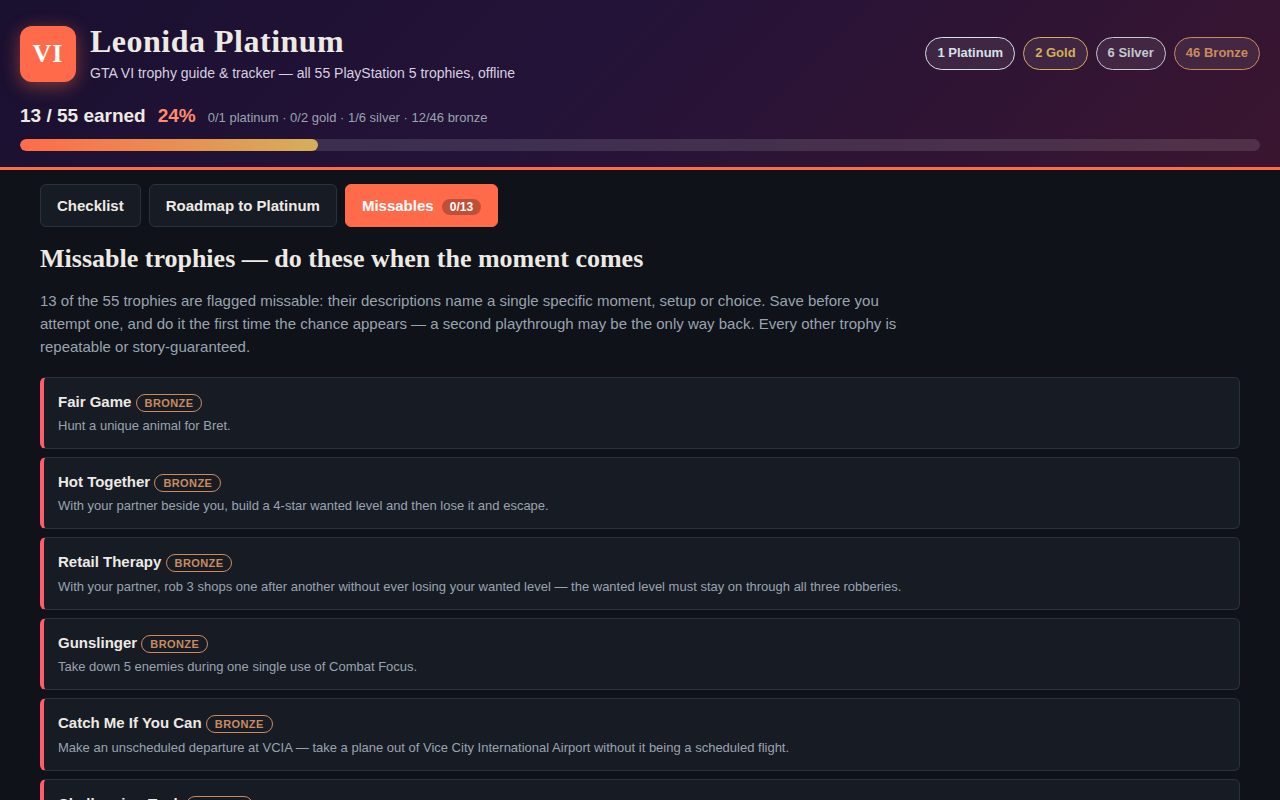 VI
Leonida Platinum
GTA VI trophy guide & tracker — all 55 PlayStation 5 trophies, offline
1 Platinum
2 Gold
6 Silver
46 Bronze
13 / 55 earned 24% 0/1 platinum · 0/2 gold · 1/6 silver · 12/46 bronze
Checklist
Roadmap to Platinum
Missables 0/13
Missable trophies — do these when the moment comes
13 of the 55 trophies are flagged missable: their descriptions name a single specific moment, setup or choice. Save before you
attempt one, and do it the first time the chance appears — a second playthrough may be the only way back. Every other trophy is
repeatable or story-guaranteed.
Fair Game BRONZE
Hunt a unique animal for Bret.
Hot Together BRONZE
With your partner beside you, build a 4-star wanted level and then lose it and escape.
Retail Therapy BRONZE
With your partner, rob 3 shops one after another without ever losing your wanted level — the wanted level must stay on through all three robberies.
Gunslinger BRONZE
Take down 5 enemies during one single use of Combat Focus.
Catch Me If You Can BRONZE
Make an unscheduled departure at VCIA — take a plane out of Vice City International Airport without it being a scheduled flight.